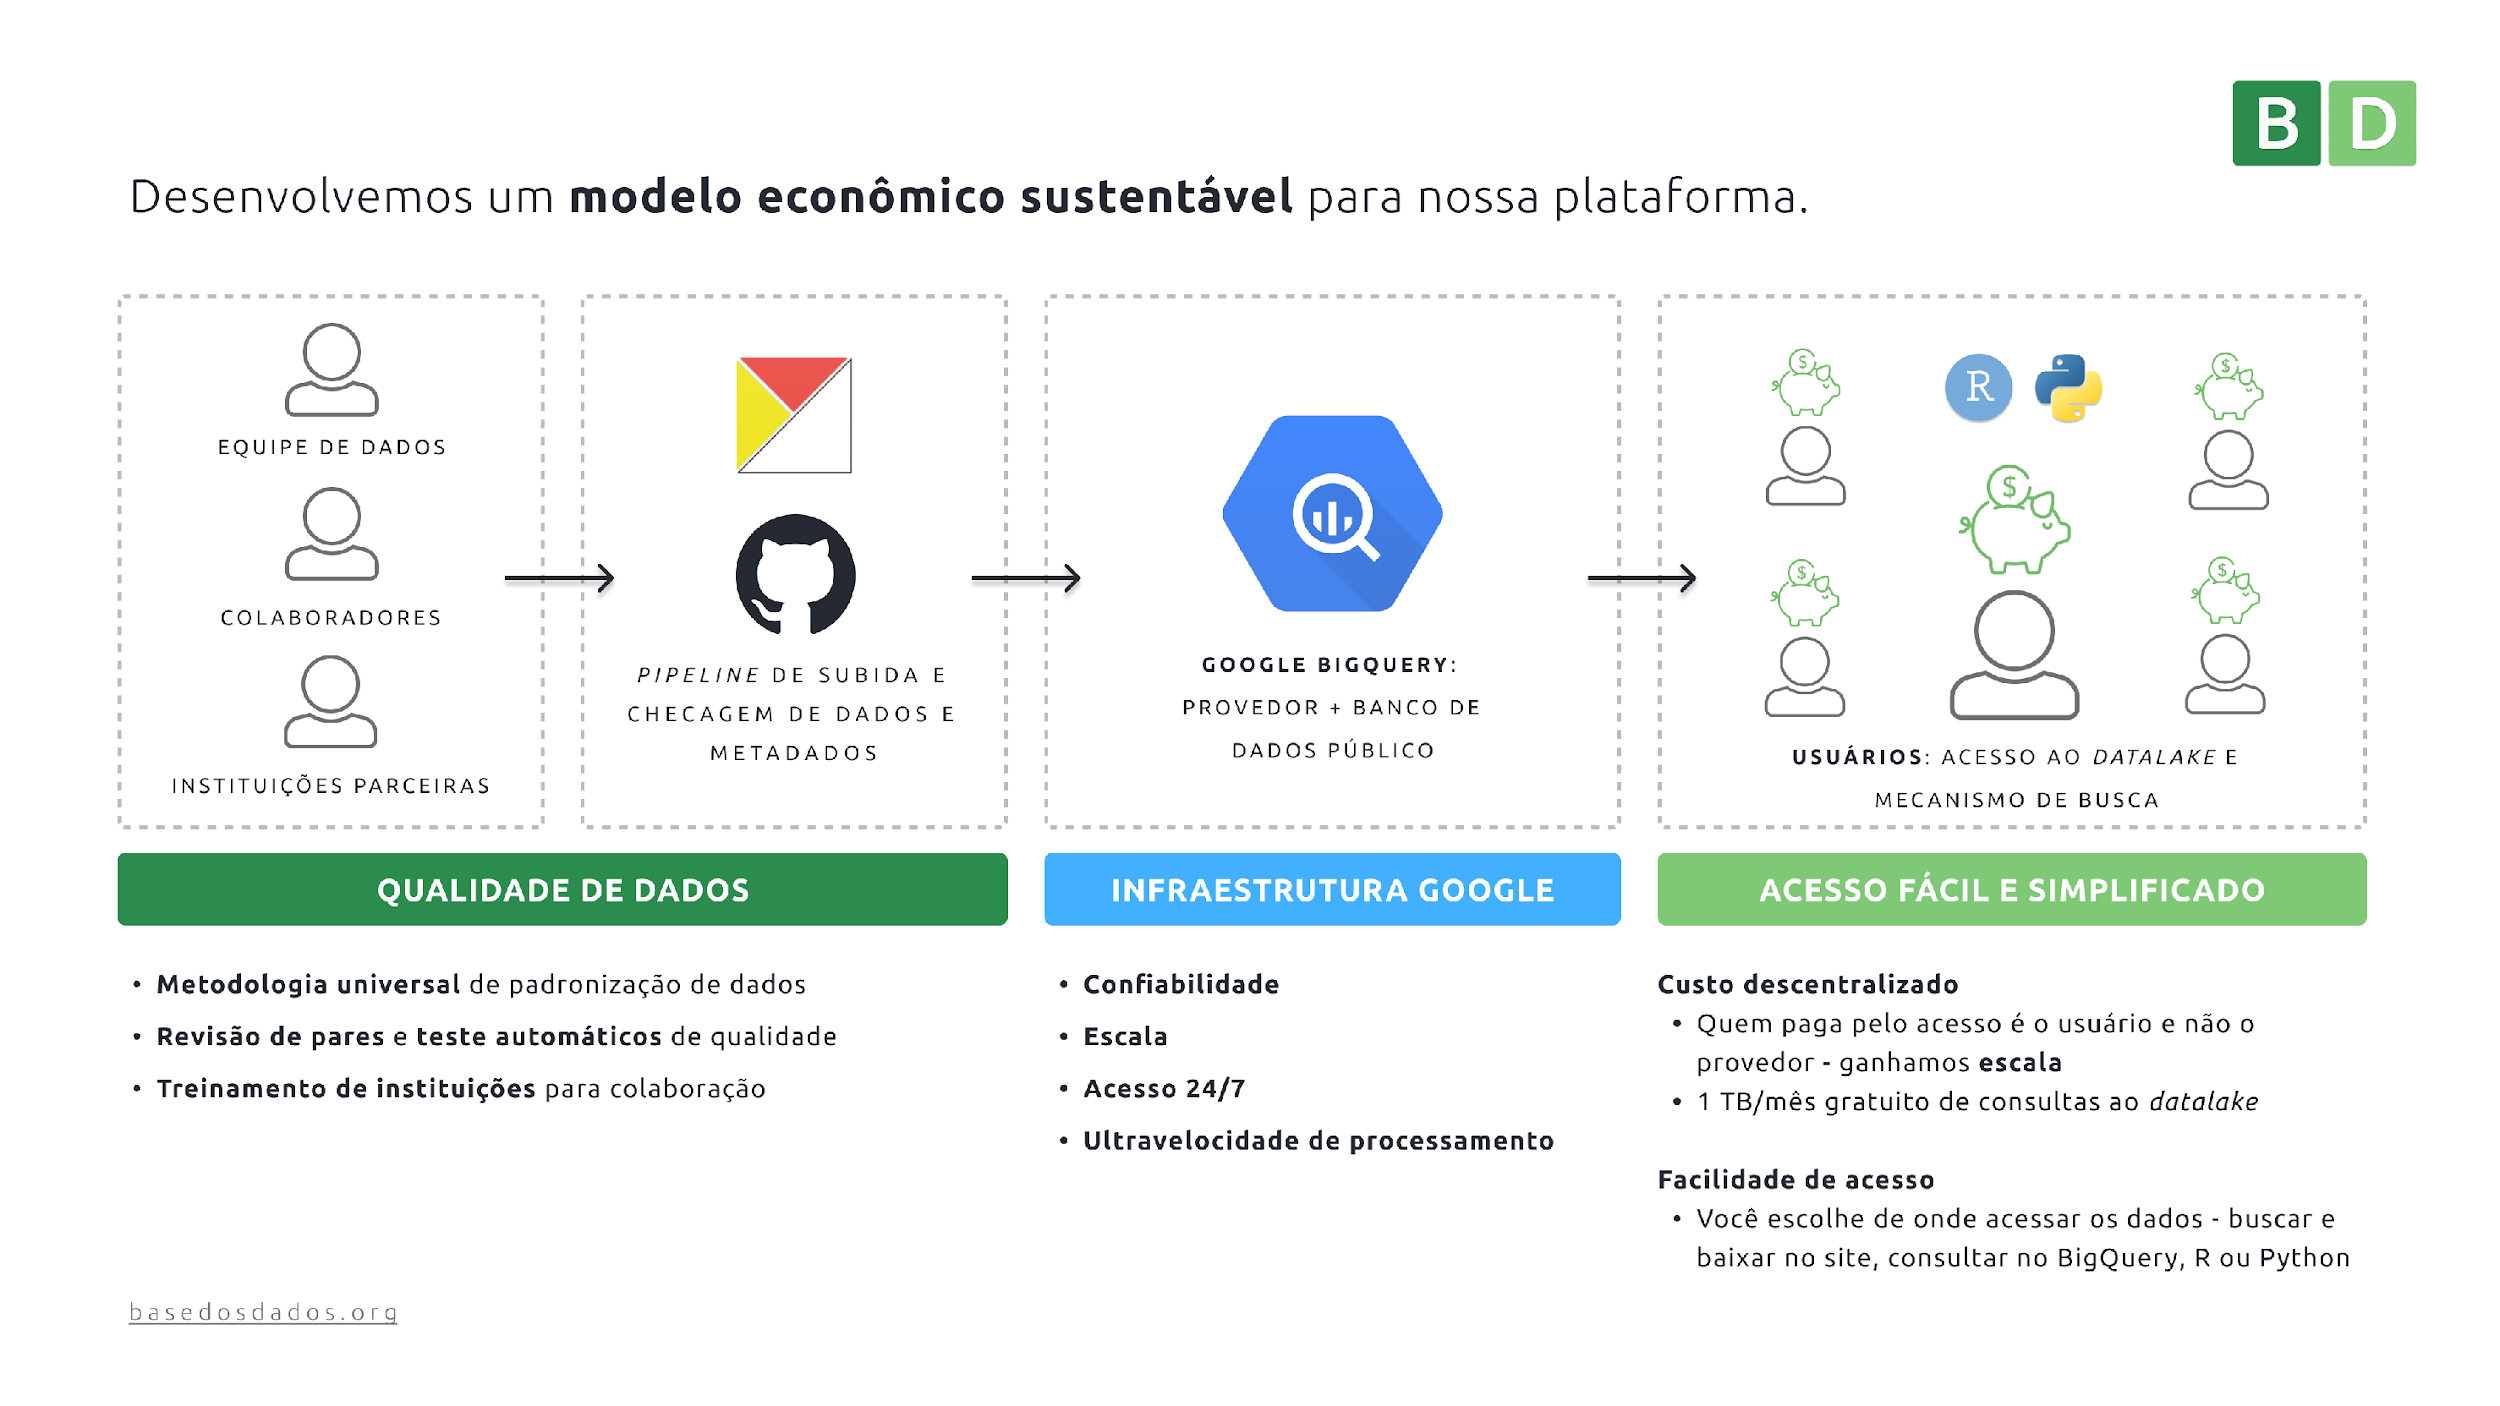 B D
Desenvolvemos um modelo econômico sustentável para nossa plataforma.
EQUIPE DE DADOS
COLABORADORES
INSTITUIÇÕES PARCEIRAS
PIPELINE DE SUBIDA E
CHECAGEM DE DADOS E
METADADOS
GOOGLE BIGQUERY:
PROVEDOR + BANCO DE
DADOS PÚBLICO
$
R
$
$
$
$
USUÁRIOS: ACESSO AO DATALAKE E
MECANISMO DE BUSCA
QUALIDADE DE DADOS
• Metodologia universal de padronização de dados
• Revisão de pares e teste automáticos de qualidade
• Treinamento de instituições para colaboração
INFRAESTRUTURA GOOGLE
• Confiabilidade
• Escala
• Acesso 24/7
• Ultravelocidade de processamento
ACESSO FÁCIL E SIMPLIFICADO
Custo descentralizado
• Quem paga pelo acesso é o usuário e não o
provedor - ganhamos escala
• 1 TB/mês gratuito de consultas ao datalake
Facilidade de acesso
• Você escolhe de onde acessar os dados - buscar e
baixar no site, consultar no BigQuery, R ou Python
basedosdados.org